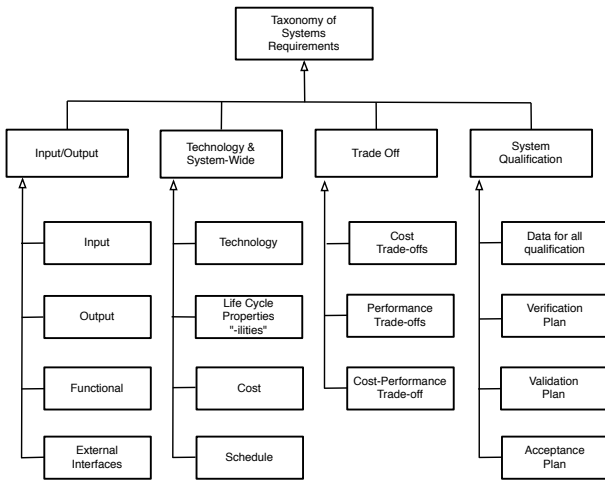 Taxonomy of
Systems
Requirements
Input/Output
Technology &
System-Wide
Trade Off
System
Qualification
Input
Output
Functional
External
Interfaces
Technology
Life Cycle
Properties
"-ilities"
Cost
Schedule
Cost
Trade-offs
Performance
Trade-offs
Cost-Performance
Trade-off
Data for all
qualification
Verification
Plan
Validation
Plan
Acceptance
Plan